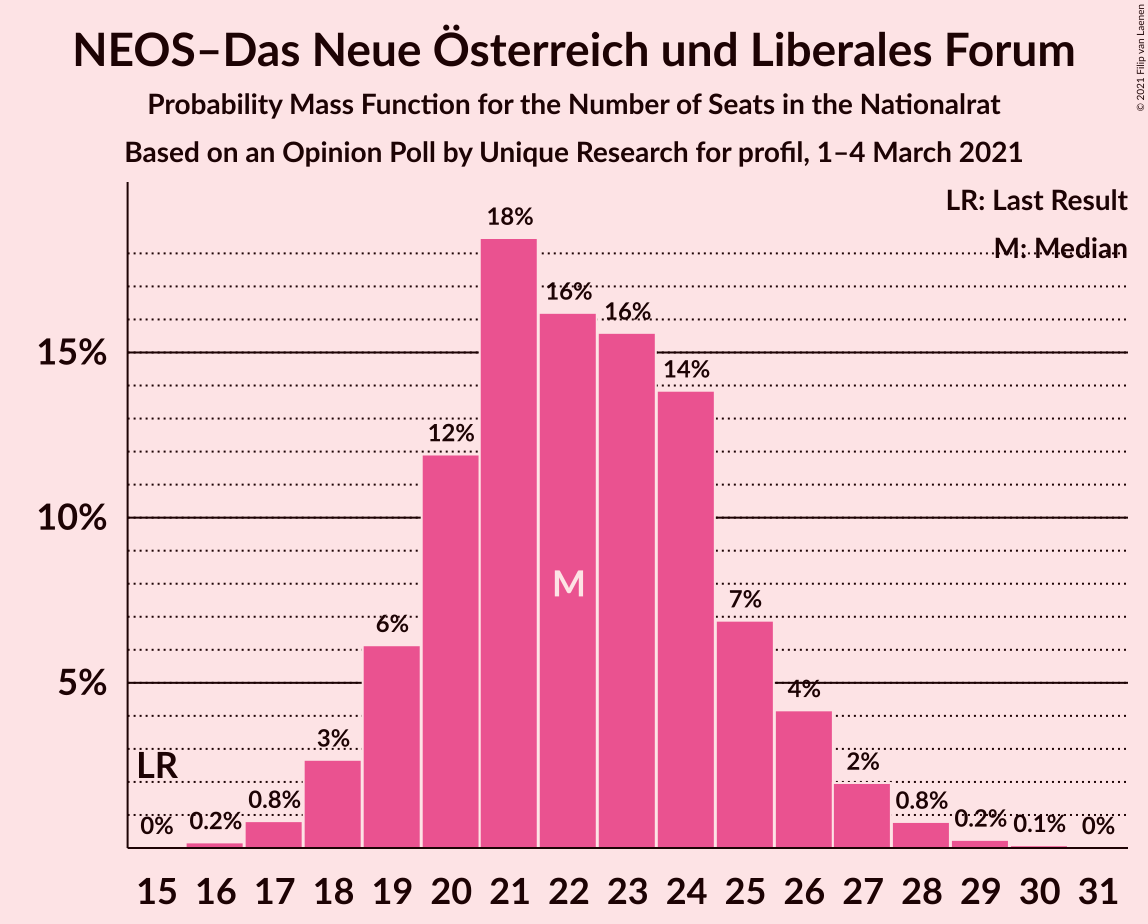 NEOS–Das Neue Österreich und Liberales Forum
Probability Mass Function for the Number of Seats in the Nationalrat
Based on an Opinion Poll by Unique Research for profil, 1–4 March 2021
© 2021 Filip van Laenen
LR: Last Result
M: Median
15%
10%
5%
LR
0%
0.2%
0.8%
3%
6%
12%
18%
16%
16%
14%
7%
4%
2%
0.8%
0.2%
0.1%
0%
M
15 16 17 18 19 20 21 22 23 24 25 26 27 28 29 30 31